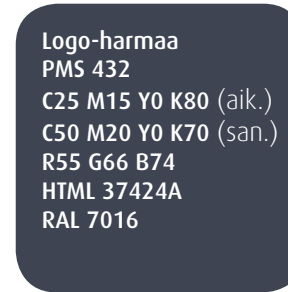 Logo-harmaa
PMS 432
C25 M15 Y0 K80 (aik.)
C50 M20 Y0 K70 (san.)
R55 G66 B74
HTML 37424A
RAL 7016